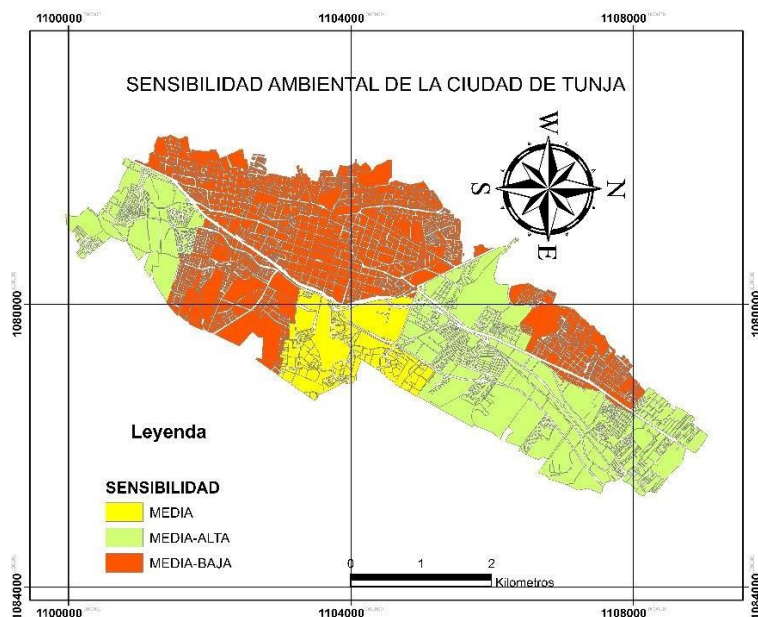 1100000 1104000 1108000
SENSIBILIDAD AMBIENTAL DE LA CIUDAD DE TUNJA
W
S N
E
1080000 1080000
Leyenda
SENSIBILIDAD
MEDIA
MEDIA-ALTA
MEDIA-BAJA
0 1 2
Kilometros
1084000 1084000
1100000 1104000 1108000